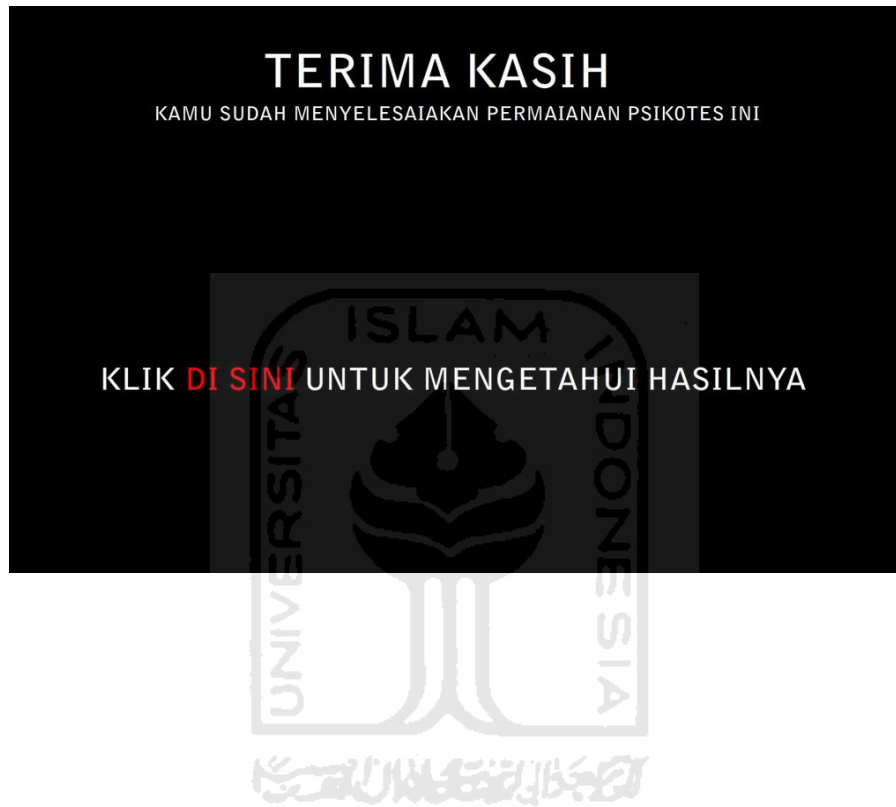 TERIMA KASIH
KAMU SUDAH MENYELESAIAKAN PERMAIANAN PSIKOTES INI
KLIK DI SINI UNTUK MENGETAHUI HASILNYA
UNIVERSITAS
ISLAM
INDONESIA